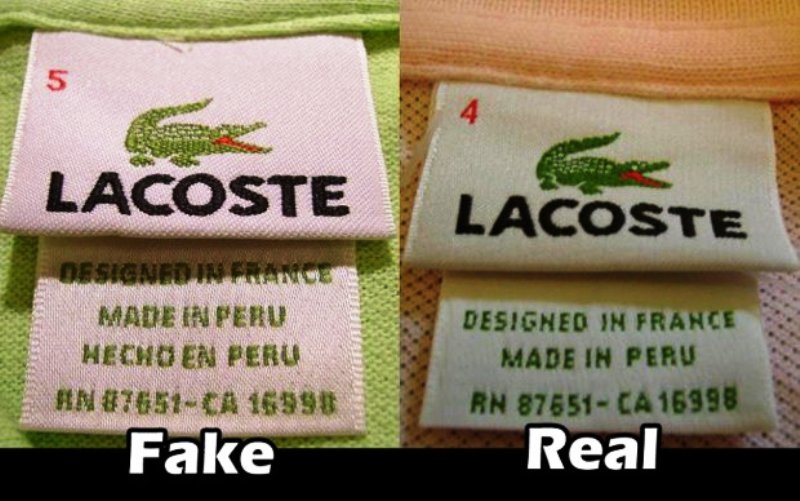 5
LACOSTE
DESIGNED IN FRANCE
MADE IN PERU
HECHO EN PERU
RN 87651-CA 16998
Fake
4
LACOSTE
DESIGNED IN FRANCE
MADE IN PERU
RN 87651-CA 16998
Real